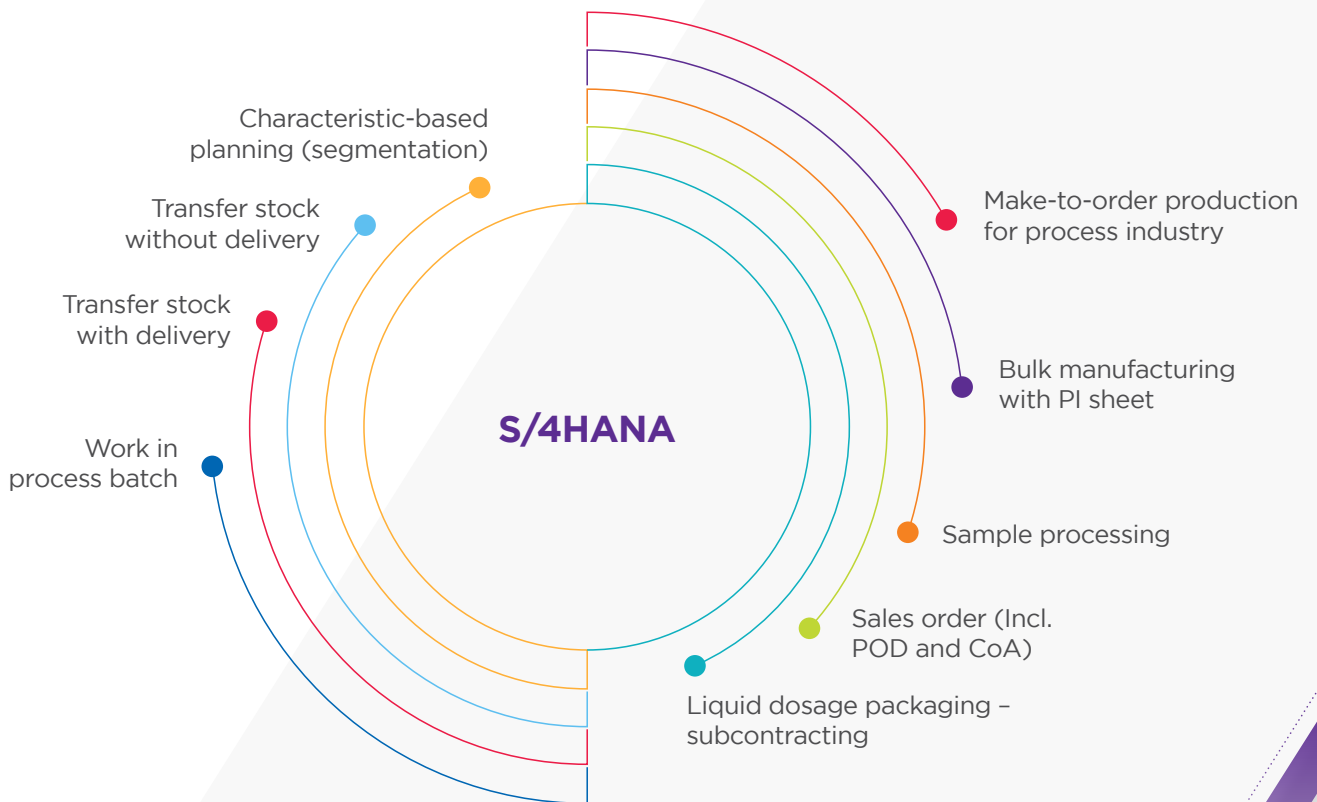 Characteristic-based
planning (segmentation)
Transfer stock
without delivery
Transfer stock
with delivery
Work in
process batch
S/4HANA
Make-to-order production
for process industry
Bulk manufacturing
with PI sheet
Sample processing
Sales order (Incl.
POD and CoA)
Liquid dosage packaging –
subcontracting